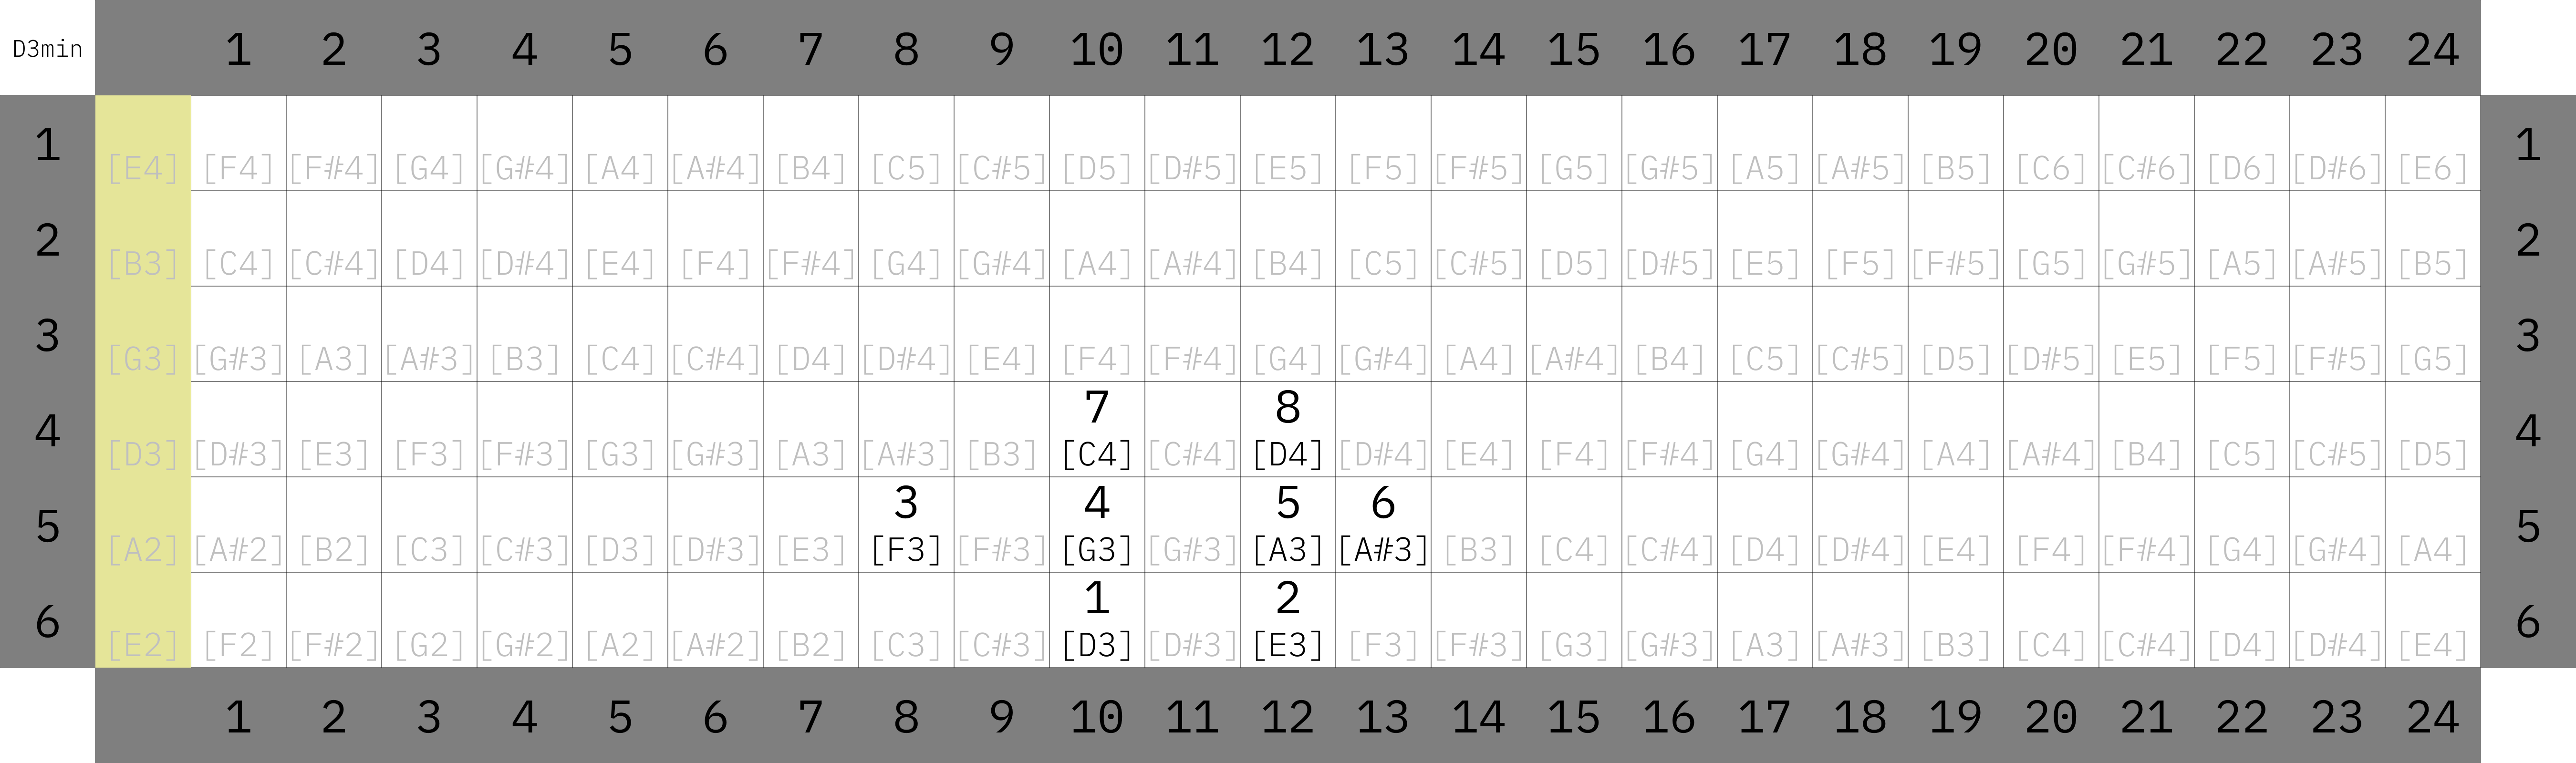 D3min 1 2 3 4 5 6 7 8 9 10 11 12 13 14 15 16 17 18 19 20 21 22 23 24
1 [E4] [F4] [F#4] [G4] [G#4] [A4] [A#4] [B4] [C5] [C#5] [D5] [D#5] [E5] [F5] [F#5] [G5] [G#5] [A5] [A#5] [B5] [C6] [C#6] [D6] [D#6] [E6] 1
2 [B3] [C4] [C#4] [D4] [D#4] [E4] [F4] [F#4] [G4] [G#4] [A4] [A#4] [B4] [C5] [C#5] [D5] [D#5] [E5] [F5] [F#5] [G5] [G#5] [A5] [A#5] [B5] 2
3 [G3] [G#3] [A3] [A#3] [B3] [C4] [C#4] [D4] [D#4] [E4] [F4] [F#4] [G4] [G#4] [A4] [A#4] [B4] [C5] [C#5] [D5] [D#5] [E5] [F5] [F#5] [G5] 3
7 8
4 [D3] [D#3] [E3] [F3] [F#3] [G3] [G#3] [A3] [A#3] [B3] [C4] [C#4] [D4] [D#4] [E4] [F4] [F#4] [G4] [G#4] [A4] [A#4] [B4] [C5] [C#5] [D5] 4
3 4 5 6
5 [A2] [A#2] [B2] [C3] [C#3] [D3] [D#3] [E3] [F3] [F#3] [G3] [G#3] [A3] [A#3] [B3] [C4] [C#4] [D4] [D#4] [E4] [F4] [F#4] [G4] [G#4] [A4] 5
1 2
6 [E2] [F2] [F#2] [G2] [G#2] [A2] [A#2] [B2] [C3] [C#3] [D3] [D#3] [E3] [F3] [F#3] [G3] [G#3] [A3] [A#3] [B3] [C4] [C#4] [D4] [D#4] [E4] 6
1 2 3 4 5 6 7 8 9 10 11 12 13 14 15 16 17 18 19 20 21 22 23 24